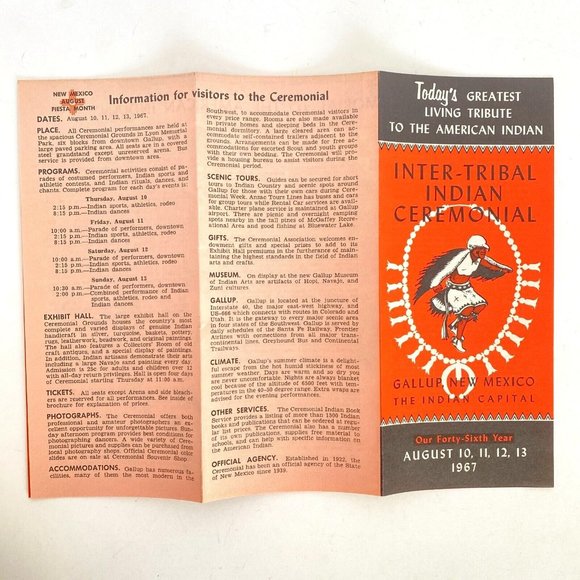 NEW MEXICO
AUGUST
FIESTA MONTH
Information for visitors to the Ceremonial
DATES. August 10, 11, 12, 13, 1967.
PLACE. All Ceremonial performances are held at
the spacious Ceremonial Grounds in Lyon Memorial
Park, six blocks from downtown Gallup, with a
large paved parking area. All seats are in a covered
steel grandstand except unreserved area. Bus
service is provided from downtown area.
PROGRAMS. Ceremonial activities consist of pa-
rades of costumed performers, Indian sports and
athletic contests, and Indian rituals, dances and
chants. Complete program for each day's events is:
Thursday, August 10
2:15 p.m.—Indian sports, athletics, rodeo
8:15 p.m.—Indian dances
Friday, August 11
10:00 a.m.—Parade of performers, downtown
2:15 p.m.—Indian sports, athletics, rodeo
8:15 p.m.—Indian dances
Saturday, August 12
10:00 a.m.—Parade of performers, downtown
2:15 p.m.—Indian sports, athletics, rodeo
8:15 p.m.—Indian dances
Sunday, August 13
10:30 a.m.—Parade of performers, downtown
2:00 p.m.—Combined performance of Indian
sports, athletics, rodeo and
Indian dances
EXHIBIT HALL. The large exhibit hall on the
Ceremonial Grounds houses the most
complete and varied displays of genuine Indian
handicraft in silver, turquoise, baskets, pottery,
rugs, leatherwork, beadwork, and original paintings.
The hall also features a Collectors' Room of old
craft antiques, and a special display of paintings.
In addition, Indian artisans demonstrate their arts
including a large Navajo sand painting every day.
Admission is 25¢ for adults and children over 12
with all-day return privileges. Hall is open all four
days of Ceremonial starting Thursday at 11:00 a.m.
TICKETS. All seats except Arena and side bleach-
ers are reserved for all performances. See inside
brochure for explanation of prices.
PHOTOGRAPHS. The Ceremonial offers both
professional and amateur photographers an ex-
cellent opportunity for unforgettable pictures. Sun-
day afternoon program provides best conditions for
photographing dances. A wide variety of Cere-
monial pictures and supplies can be purchased from
local photography shops. Official Ceremonial color
slides are on sale at Ceremonial Souvenir Shop.
ACCOMMODATIONS. Gallup has numerous fa-
cilities, many of them the most modern in the
Southwest, to accommodate Ceremonial visitors in
every price range. Rooms are also made available
in private homes and sleeping beds in the Cere-
monial dormitory. A large cleared area can ac-
commodate self-contained trailers adjacent to the
Grounds. Arrangements can be made for free ac-
commodations for escorted Scout and youth groups
with their own bedding. The Ceremonial will pro-
vide a housing bureau to assist visitors during the
Ceremonial period.
SCENIC TOURS. Guides can be secured for short
tours to Indian Country and scenic spots around
Gallup for those with their own cars during Cere-
monial Week. Arnze Tours Lines has buses and cars
for group tours while Rental Car services are avail-
able. Charter plane service is maintained at Gallup
airport. There are picnic and overnight camping
spots nearby in the tall pines of McGaffey Recre-
ational Area and good fishing at Bluewater Lake.
GIFTS. The Ceremonial Association welcomes en-
dowment gifts and special prizes to add to its
Exhibit Hall premiums in the furtherance of main-
taining the highest standards in the field of Indian
arts and crafts.
MUSEUM. On display at the new Gallup Museum
of Indian Arts are artifacts of Hopi, Navajo, and
Zuni cultures.
GALLUP. Gallup is located at the juncture of
Interstate 40, major east-west highway, and
US-666 which connects with routes in Colorado and
Utah. It is the gateway to every major scenic area
in four states of the Southwest. Gallup is served by
daily schedules of the Santa Fe Railway, Frontier
Airlines with connections from all major trans-
continental lines, Greyhound Bus and Continental
Trailways.
CLIMATE. Gallup's summer climate is a delight-
ful escape from the hot humid stickiness of most
summer weather. Days are warm and so dry you
are never uncomfortable. Nights are always blanket
cool because of the altitude of 6500 feet with tem-
peratures in the 40-50 degree range. Extra wraps are
advised for the evening performances.
OTHER SERVICES. The Ceremonial Indian Book
Service provides a listing of more than 1500 Indian
books and publications that can be ordered at regu-
lar list prices. The Ceremonial also has a number
of its own publications, supplies free material to
schools, and can help with specific information on
the American Indian.
OFFICIAL AGENCY. Established in 1922, the
Ceremonial has been an official agency of the State
of New Mexico since 1939.
Today's GREATEST
LIVING TRIBUTE
TO THE AMERICAN INDIAN
INTER-TRIBAL
INDIAN
CEREMONIAL
GALLUP, NEW MEXICO
THE INDIAN CAPITAL
Our Forty-Sixth Year
AUGUST 10, 11, 12, 13
1967